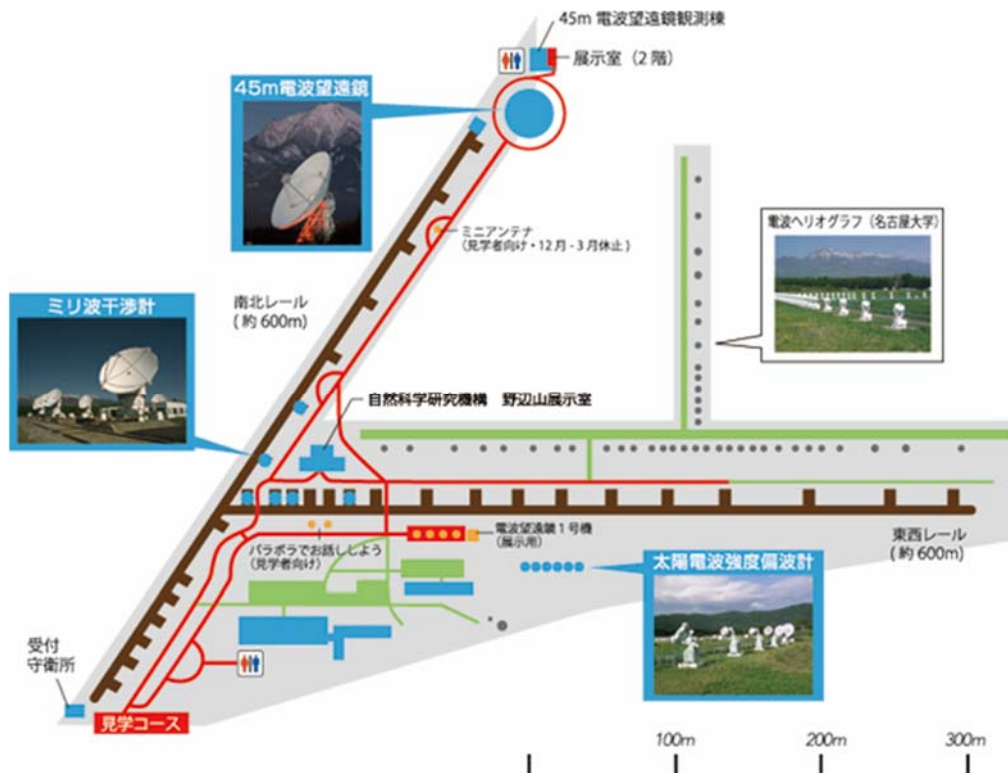 45m 電波望遠鏡観測棟
展示室（2 階）
45m電波望遠鏡
電波ヘリオグラフ（名古屋大学）
ミニアンテナ
（見学者向け・12 月 - 3 月休止）
南北レール
( 約 600m)
ミリ波干渉計
自然科学研究機構　野辺山展示室
電波望遠鏡 1 号機
（展示用）
東西レール
( 約 600m)
パラボラでお話ししよう
（見学者向け）
太陽電波強度偏波計
受付
守衛所
見学コース
100m
200m
300m